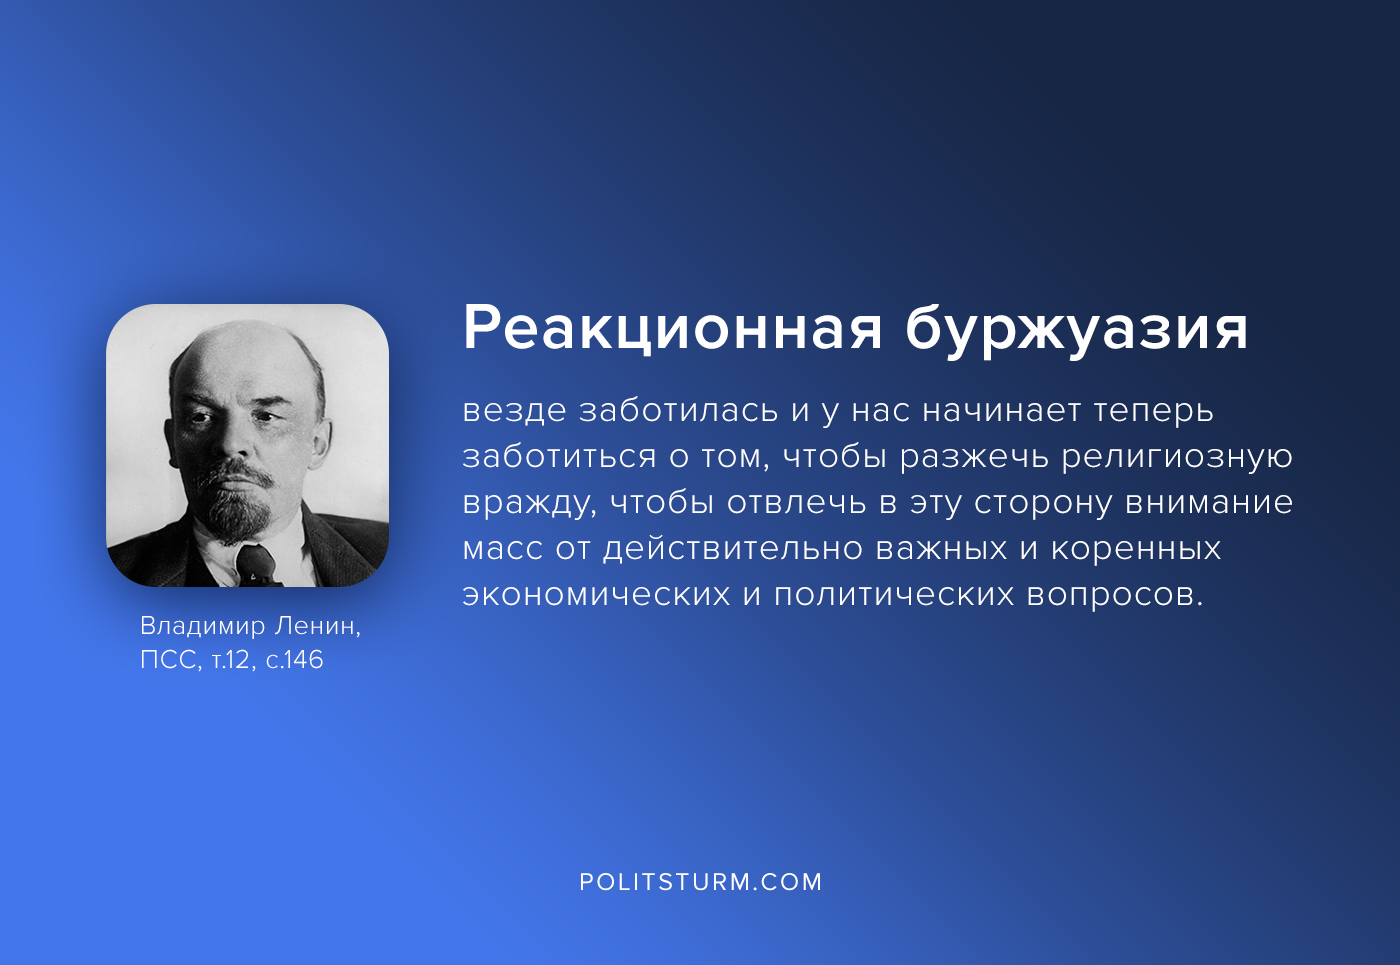 Реакционная буржуазия
везде заботилась и у нас начинает теперь
заботиться о том, чтобы разжечь религиозную
вражду, чтобы отвлечь в эту сторону внимание
масс от действительно важных и коренных
экономических и политических вопросов.
Владимир Ленин,
ПСС, т.12, с.146
POLITSTURM.COM